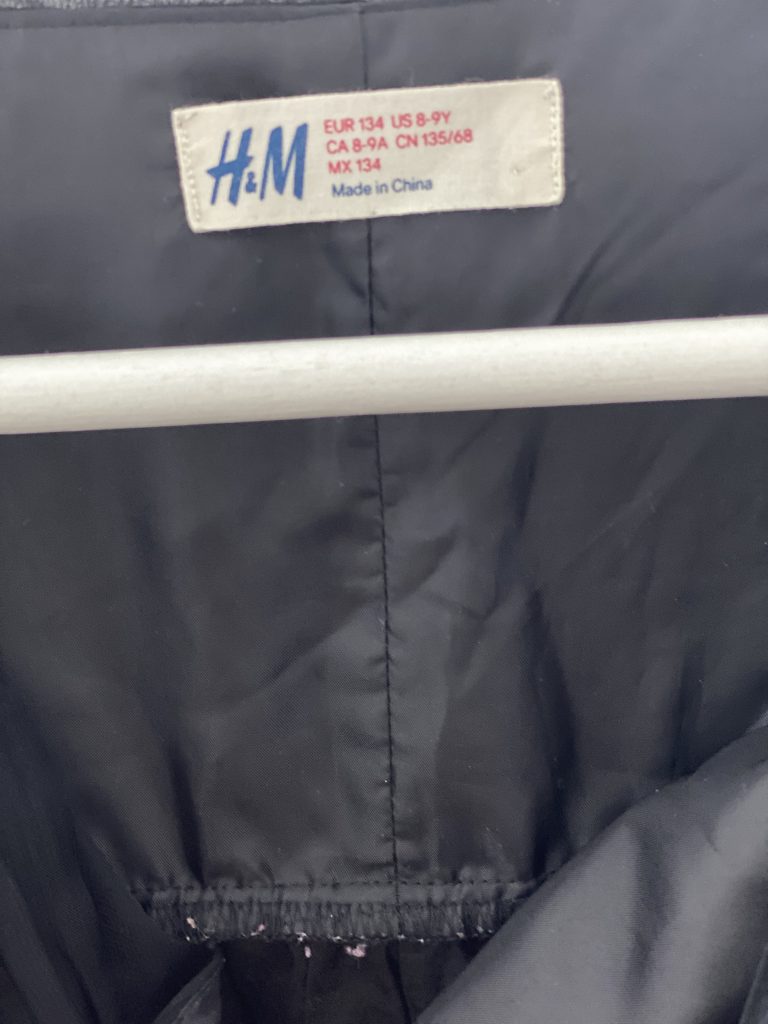 H&M
EUR 134 US 8-9Y
CA 8-9A CN 135/68
MX 134
Made in China